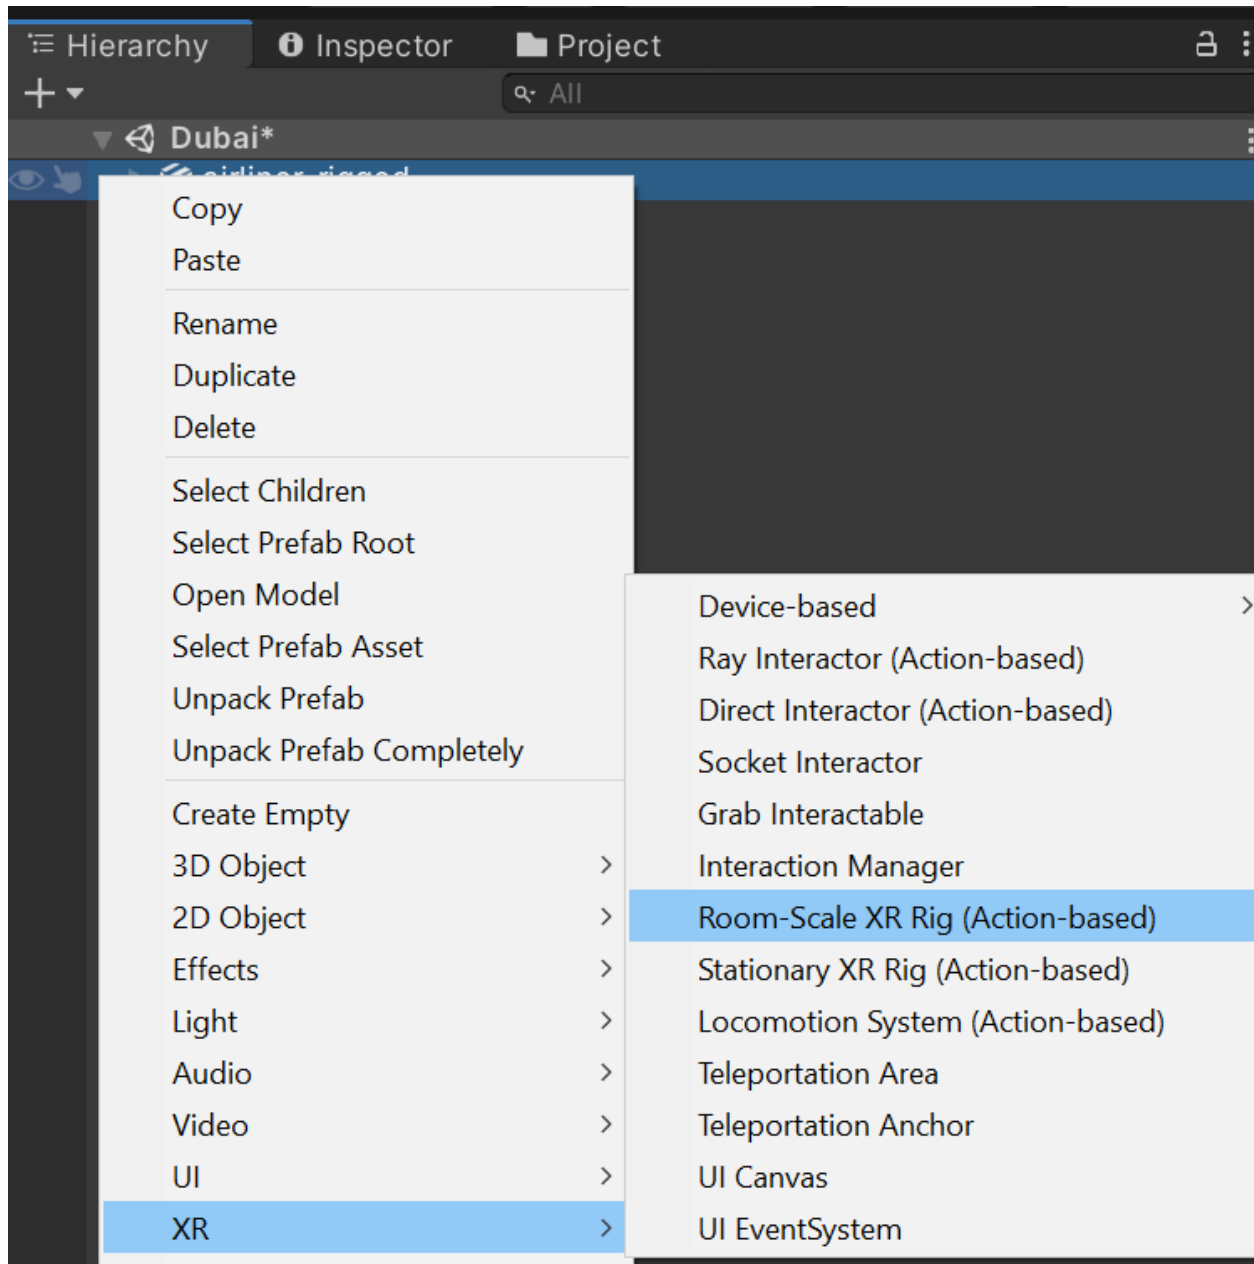 Hierarchy
Inspector
Project
All
Dubai*
airliner rigged
Copy
Paste
Rename
Duplicate
Delete
Select Children
Select Prefab Root
Open Model
Select Prefab Asset
Unpack Prefab
Unpack Prefab Completely
Create Empty
3D Object
2D Object
Effects
Light
Audio
Video
UI
XR
Device-based
Ray Interactor (Action-based)
Direct Interactor (Action-based)
Socket Interactor
Grab Interactable
Interaction Manager
Room-Scale XR Rig (Action-based)
Stationary XR Rig (Action-based)
Locomotion System (Action-based)
Teleportation Area
Teleportation Anchor
UI Canvas
UI EventSystem